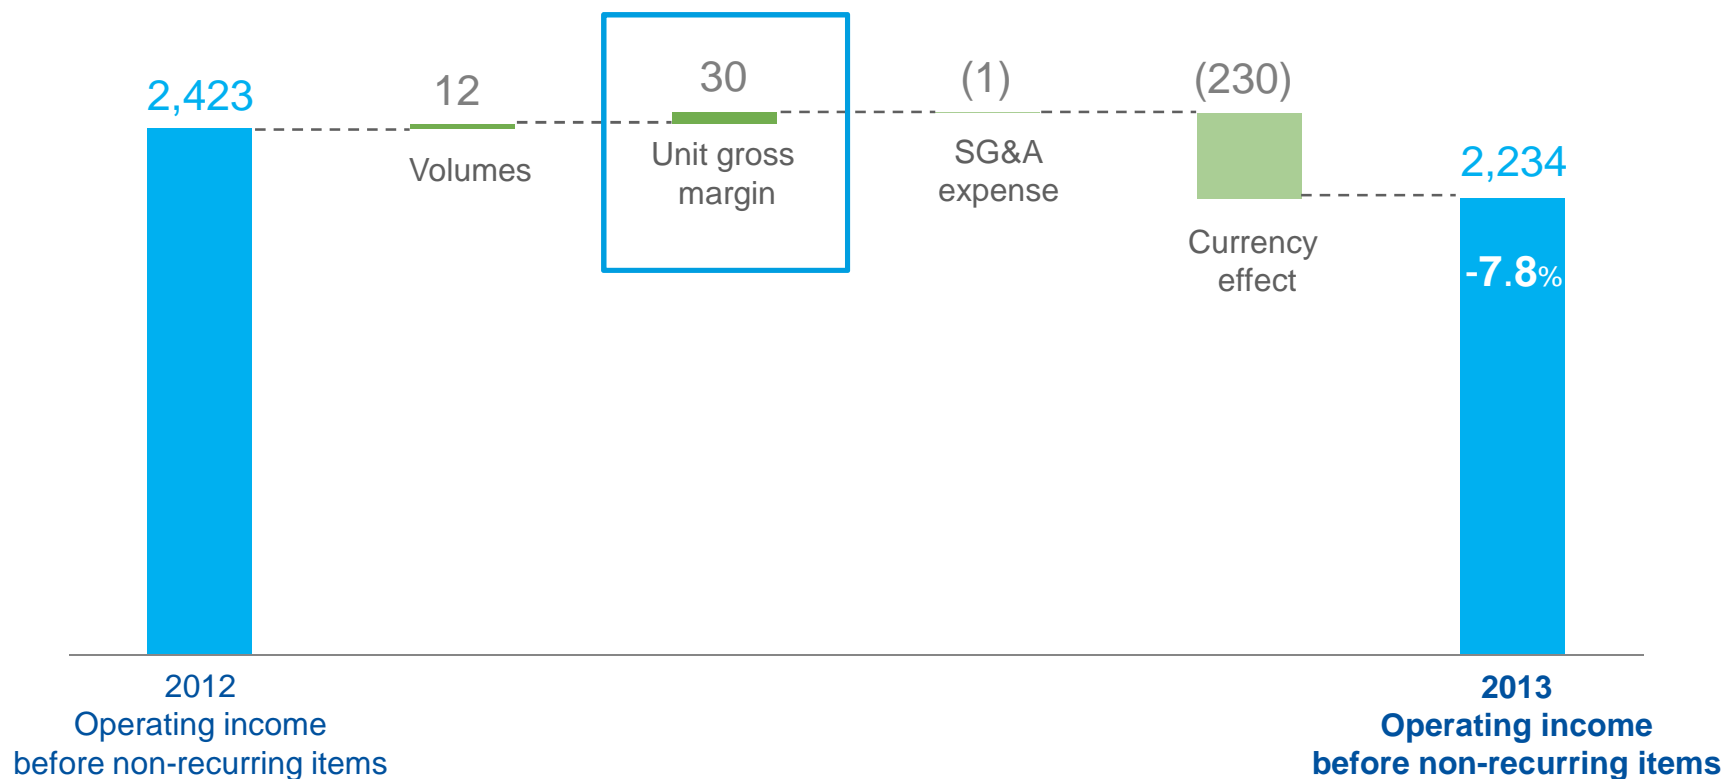 2,423
12
30
(1)
(230)
2,234
Volumes
Unit gross
margin
SG&A
expense
Currency
effect
-7.8%
2012
Operating income
before non-recurring items
2013
Operating income
before non-recurring items